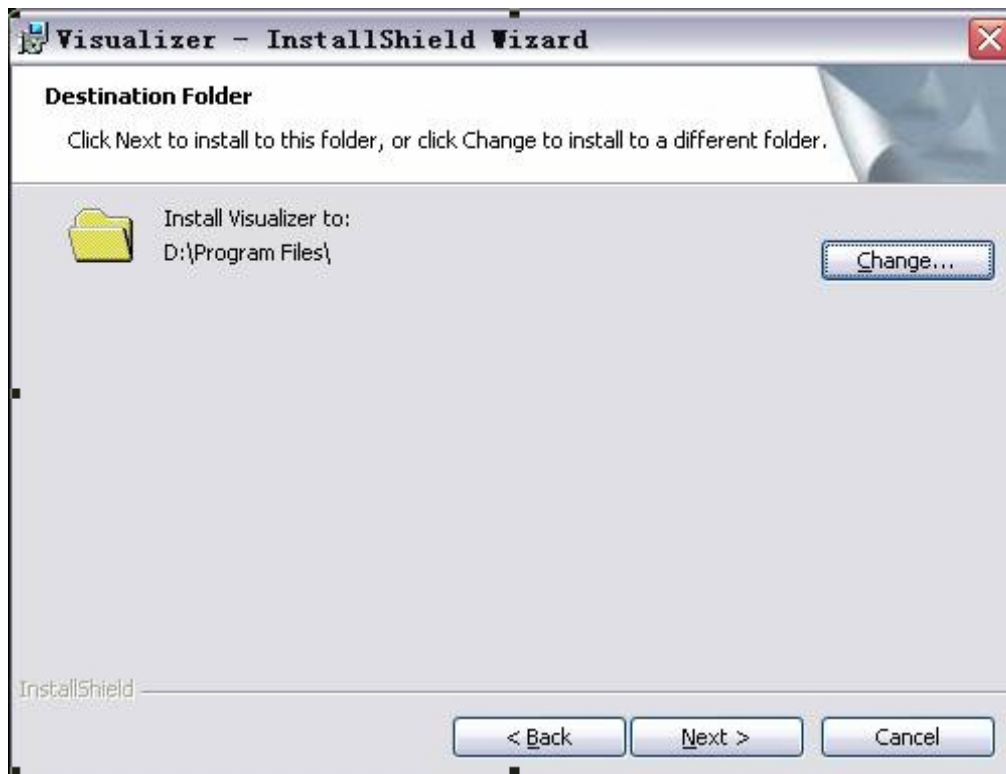 Visualizer - InstallShield Wizard
Destination Folder
Click Next to install to this folder, or click Change to install to a different folder.
Install Visualizer to:
D:\Program Files\
Change...
InstallShield
< Back
Next >
Cancel